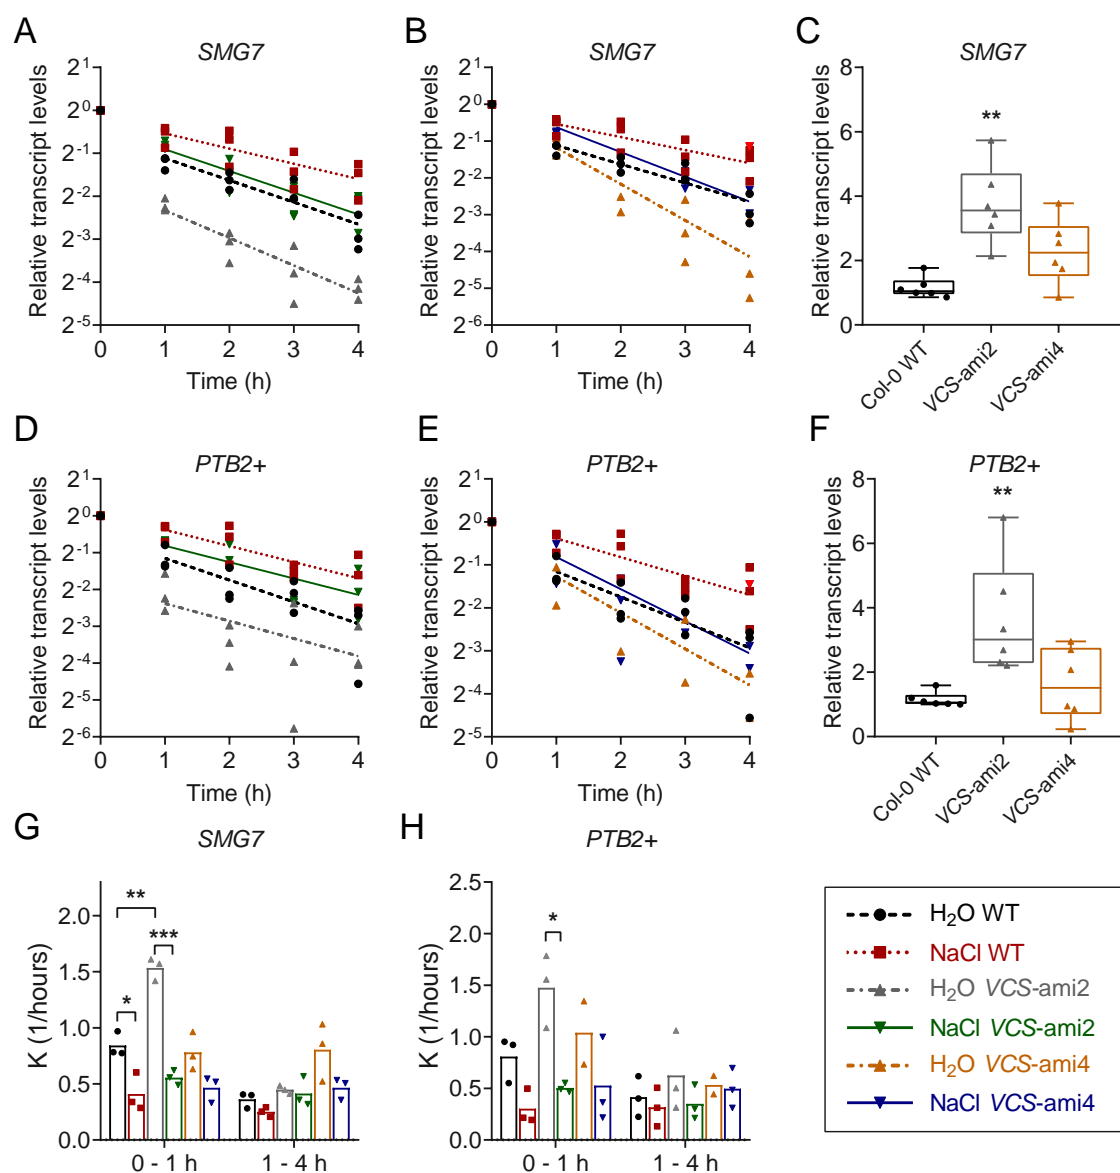 A
SMG7
Relative transcript levels
2^1
2^0
2^-1
2^-2
2^-3
2^-4
2^-5
0 1 2 3 4
Time (h)
B
SMG7
Relative transcript levels
2^1
2^0
2^-1
2^-2
2^-3
2^-4
2^-5
2^-6
0 1 2 3 4
Time (h)
C
SMG7
Relative transcript levels
8
6
4
2
0
**
Col-0 WT
VCS-ami2
VCS-ami4
D
PTB2+
Relative transcript levels
2^1
2^0
2^-1
2^-2
2^-3
2^-4
2^-5
2^-6
0 1 2 3 4
Time (h)
E
PTB2+
Relative transcript levels
2^1
2^0
2^-1
2^-2
2^-3
2^-4
2^-5
0 1 2 3 4
Time (h)
F
PTB2+
Relative transcript levels
8
6
4
2
0
**
Col-0 WT
VCS-ami2
VCS-ami4
G
SMG7
K (1/hours)
2.0
1.5
1.0
0.5
0.0
**
***
*
0 - 1 h 1 - 4 h
H
PTB2+
K (1/hours)
2.5
2.0
1.5
1.0
0.5
0.0
*
0 - 1 h 1 - 4 h
H₂O WT
NaCl WT
H₂O VCS-ami2
NaCl VCS-ami2
H₂O VCS-ami4
NaCl VCS-ami4